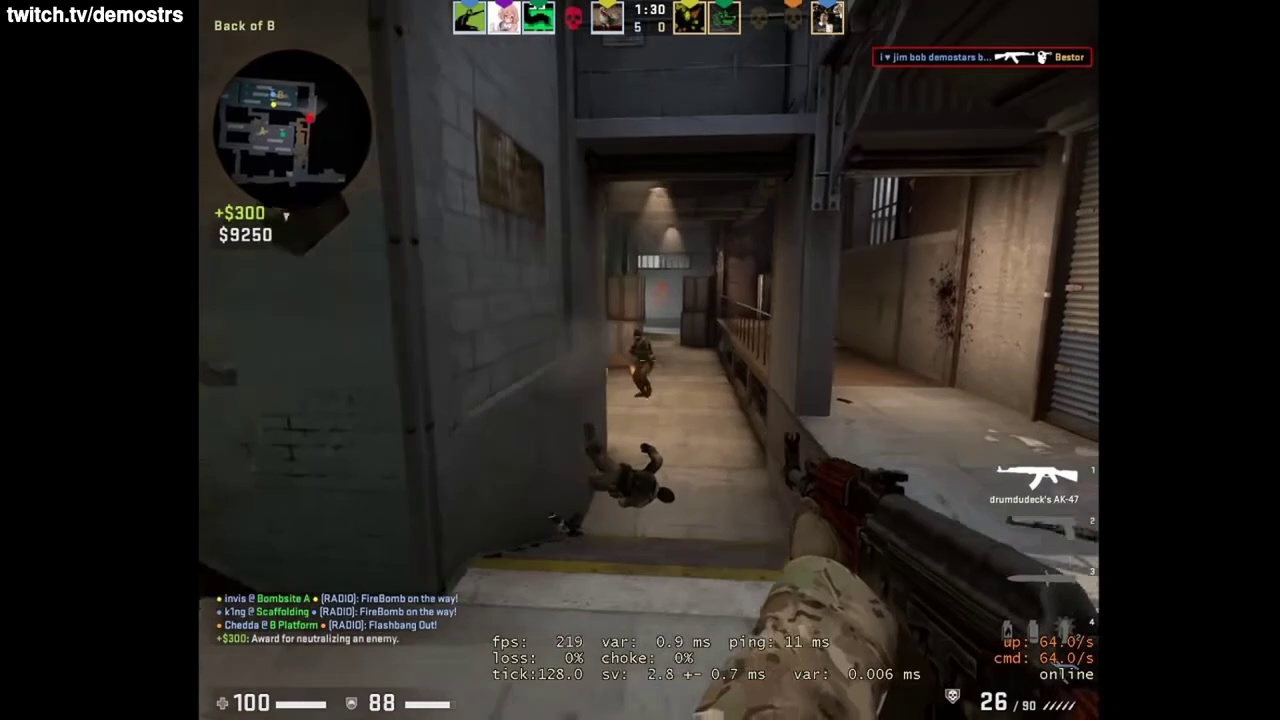 twitch.tv/demostrs
Back of B
1:30
5 0
i ♥ jim bob demostars b... Bestor
+$300
$9250
1
drumdudeck's AK-47
2
3
4
• invis @ Bombsite A • [RADIO]: FireBomb on the way!
• k1ng @ Scaffolding • [RADIO]: FireBomb on the way!
• Chedda @ B Platform • [RADIO]: Flashbang Out!
+$300: Award for neutralizing an enemy.
fps: 219 var: 0.9 ms ping: 11 ms
loss: 0% choke: 0%
tick:128.0 sv: 2.8 +- 0.7 ms var: 0.006 ms
up: 64.0/s
cmd: 64.0/s
online
100 88
26 / 90